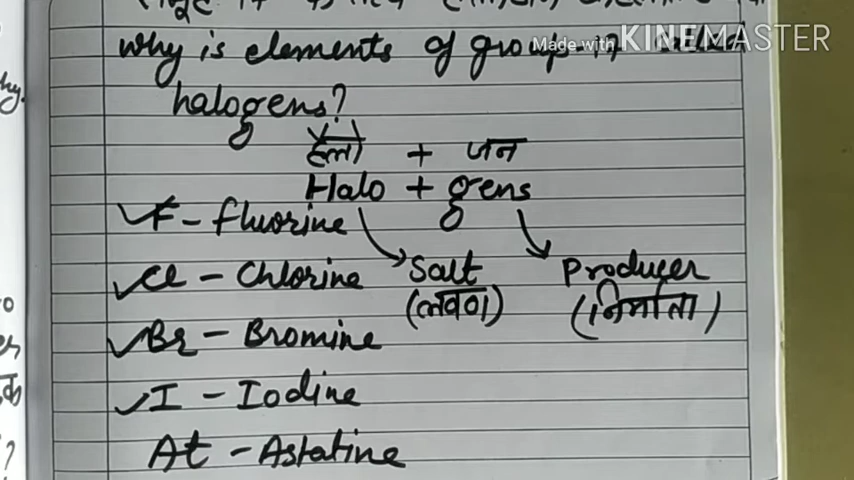 why is elements of group-17 called
halogens?
हैलो + जन
Halo + gens
F - fluorine
Cl - Chlorine Salt Producer
(लवण) (निर्माता)
Br - Bromine
I - Iodine
At - Astatine
hy.
?
Made with KINEMASTER